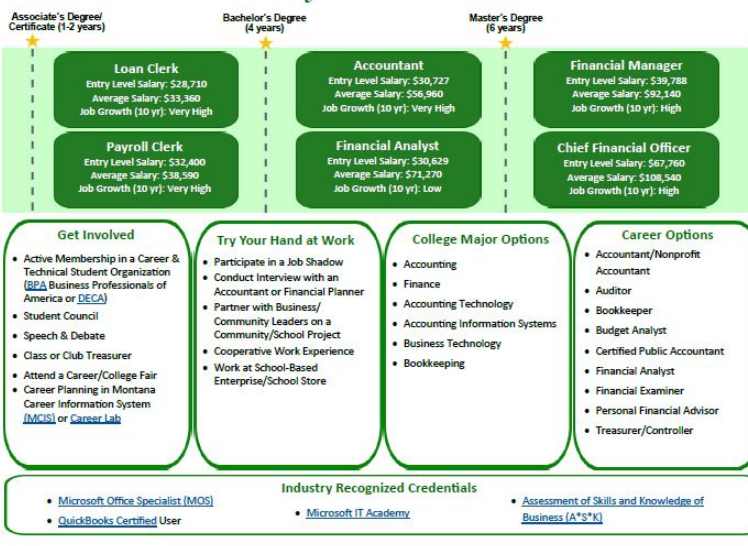 Associate's Degree/
Certificate (1-2 years)
Bachelor's Degree
(4 years)
Master's Degree
(6 years)
Loan Clerk
Entry Level Salary: $28,710
Average Salary: $33,360
Job Growth (10 yr): Very High
Accountant
Entry Level Salary: $30,727
Average Salary: $56,960
Job Growth (10 yr): Very High
Financial Manager
Entry Level Salary: $39,788
Average Salary: $92,140
Job Growth (10 yr): High
Payroll Clerk
Entry Level Salary: $32,400
Average Salary: $38,590
Job Growth (10 yr): Very High
Financial Analyst
Entry Level Salary: $30,629
Average Salary: $71,270
Job Growth (10 yr): Low
Chief Financial Officer
Entry Level Salary: $67,760
Average Salary: $108,540
Job Growth (10 yr): High
Get Involved
• Active Membership in a Career &
Technical Student Organization
(BPA Business Professionals of
America or DECA)
• Student Council
• Speech & Debate
• Class or Club Treasurer
• Attend a Career/College Fair
• Career Planning in Montana
Career Information System
(MCIS) or Career Lab
Try Your Hand at Work
• Participate in a Job Shadow
• Conduct Interview with an
Accountant or Financial Planner
• Partner with Business/
Community Leaders on a
Community/School Project
• Cooperative Work Experience
• Work at School-Based
Enterprise/School Store
College Major Options
• Accounting
• Finance
• Accounting Technology
• Accounting Information Systems
• Business Technology
• Bookkeeping
Career Options
• Accountant/Nonprofit
Accountant
• Auditor
• Bookkeeper
• Budget Analyst
• Certified Public Accountant
• Financial Analyst
• Financial Examiner
• Personal Financial Advisor
• Treasurer/Controller
Industry Recognized Credentials
• Microsoft Office Specialist (MOS)
• QuickBooks Certified User
• Microsoft IT Academy
• Assessment of Skills and Knowledge of
Business (A*S*K)